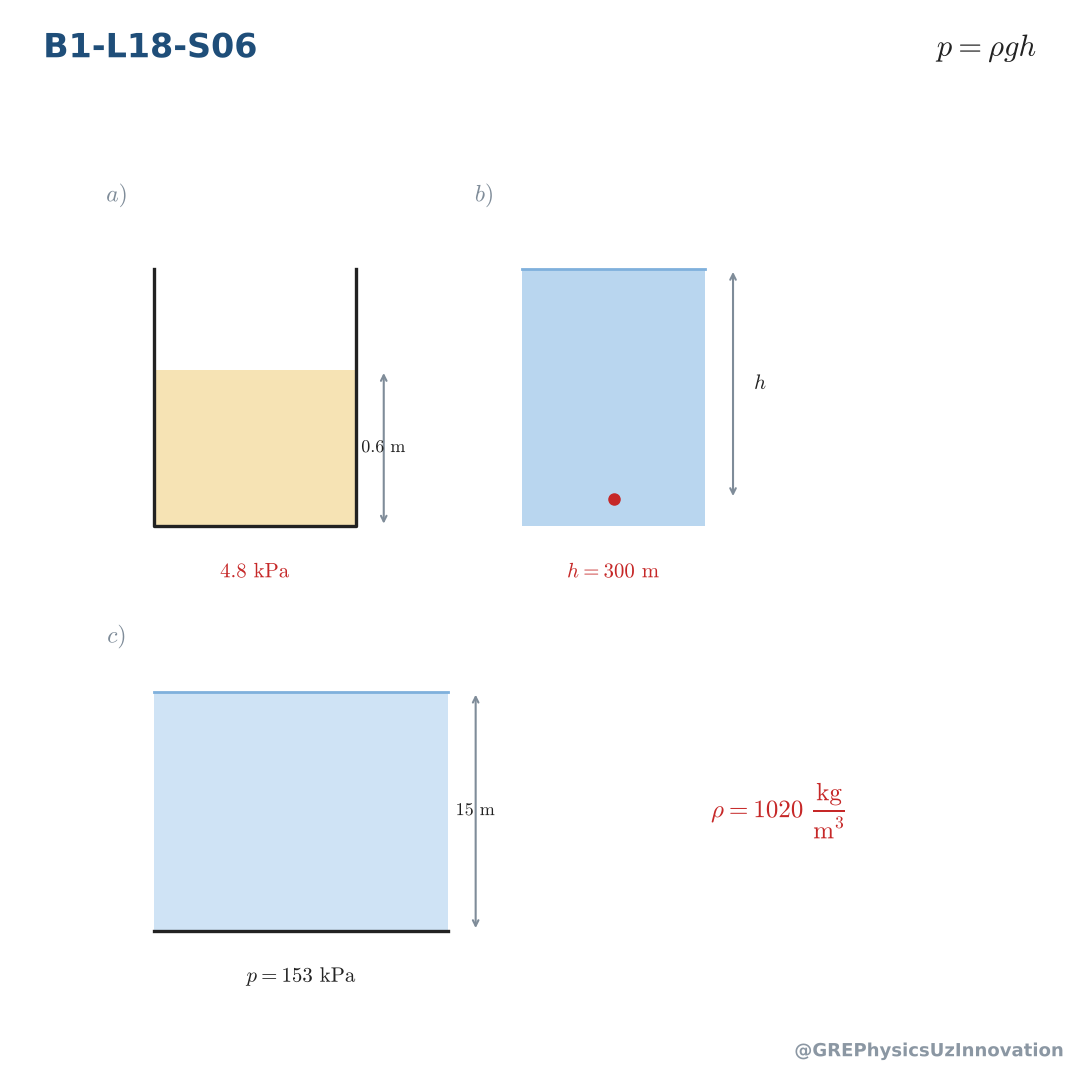 B1-L18-S06
p = ρgh
a)
b)
0.6 m
h
4.8 kPa
h = 300 m
c)
15 m
ρ = 1020 kg/m³
p = 153 kPa
@GREPhysicsUzInnovation